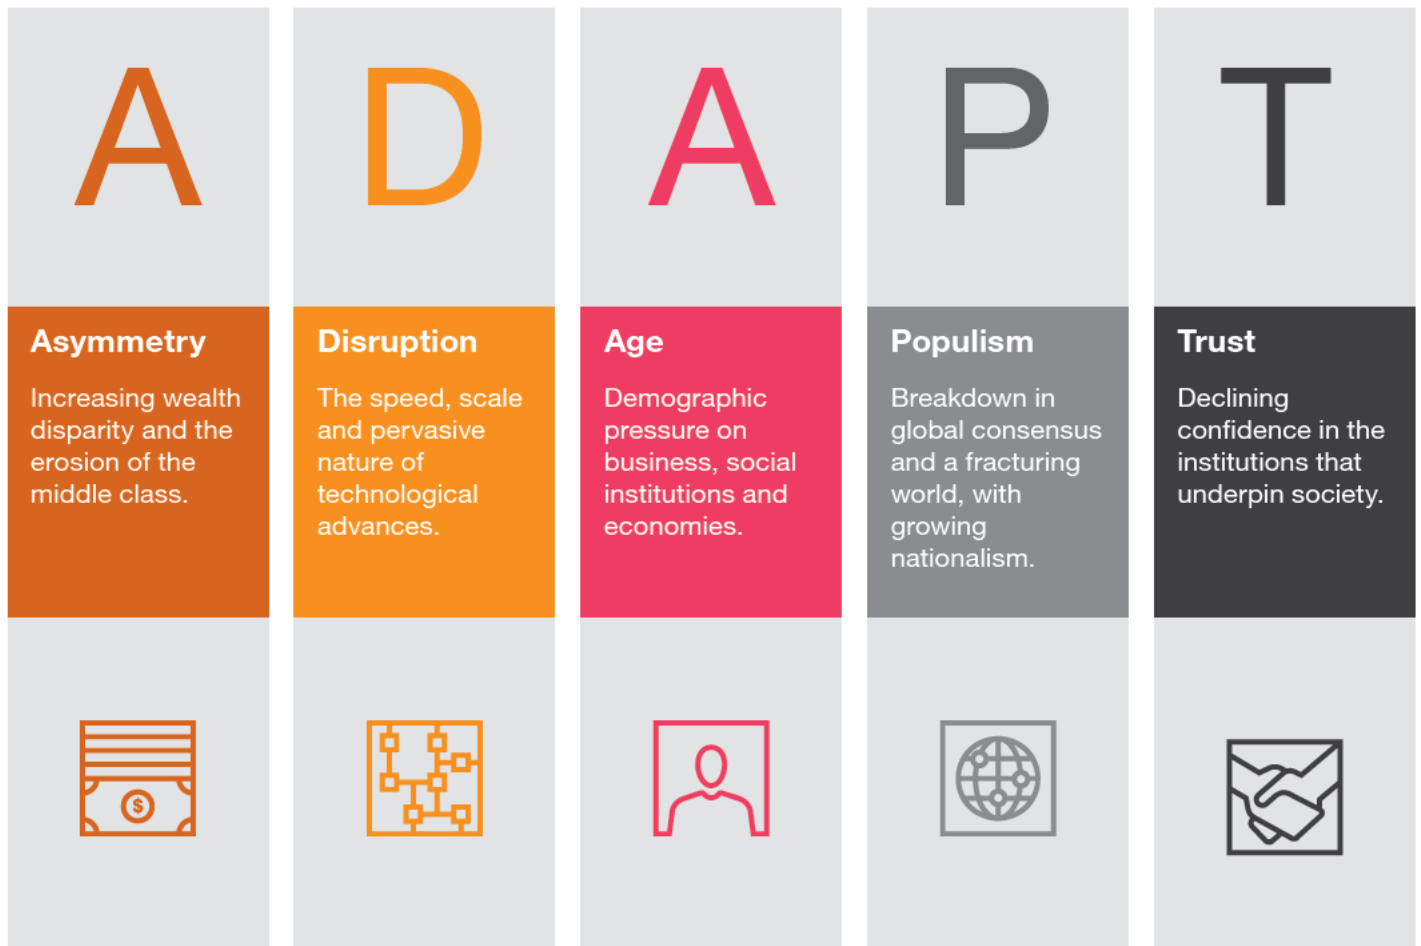 A
D
A
P
T
Asymmetry
Increasing wealth
disparity and the
erosion of the
middle class.
Disruption
The speed, scale
and pervasive
nature of
technological
advances.
Age
Demographic
pressure on
business, social
institutions and
economies.
Populism
Breakdown in
global consensus
and a fracturing
world, with
growing
nationalism.
Trust
Declining
confidence in the
institutions that
underpin society.
$